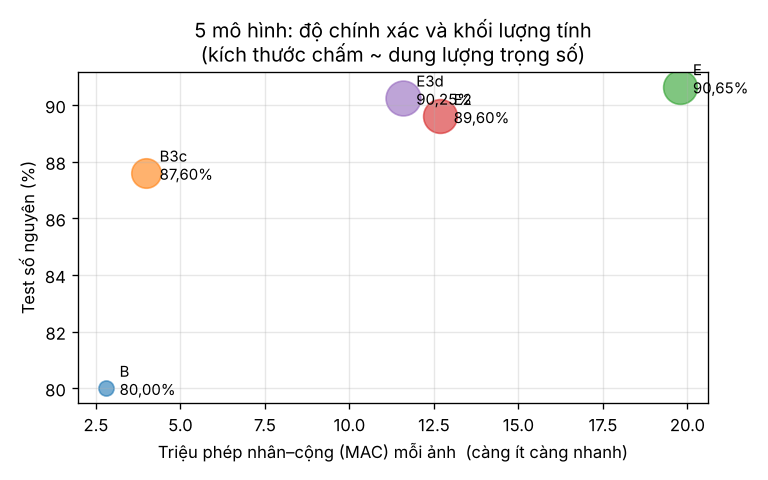 5 mô hình: độ chính xác và khối lượng tính
(kích thước chấm ~ dung lượng trọng số)
Test số nguyên (%)
90
88
86
84
82
80
E
90,65%
E3d
90,25%
E2
89,60%
B3c
87,60%
B
80,00%
2.5
5.0
7.5
10.0
12.5
15.0
17.5
20.0
Triệu phép nhân–cộng (MAC) mỗi ảnh (càng ít càng nhanh)